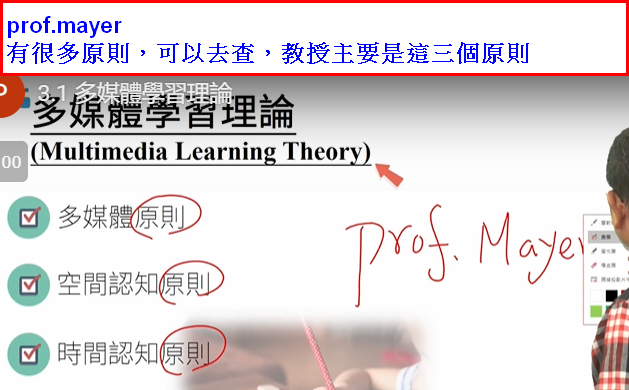 prof.mayer
有很多原則，可以去查，教授主要是這三個原則
P
3.1 多媒體學習理論
多媒體學習理論
(Multimedia Learning Theory)
:00
多媒體原則
Prof. Mayer
空間認知原則
時間認知原則